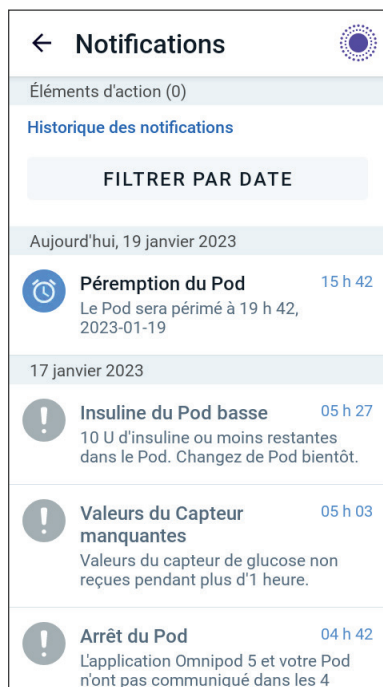 Notifications
Éléments d'action (0)
Historique des notifications
FILTRER PAR DATE
Aujourd'hui, 19 janvier 2023
Péremption du Pod 15 h 42
Le Pod sera périmé à 19 h 42,
2023-01-19
17 janvier 2023
Insuline du Pod basse 05 h 27
10 U d'insuline ou moins restantes
dans le Pod. Changez de Pod bientôt.
Valeurs du Capteur 05 h 03
manquantes
Valeurs du capteur de glucose non
reçues pendant plus d'1 heure.
Arrêt du Pod 04 h 42
L'application Omnipod 5 et votre Pod
n'ont pas communiqué dans les 4